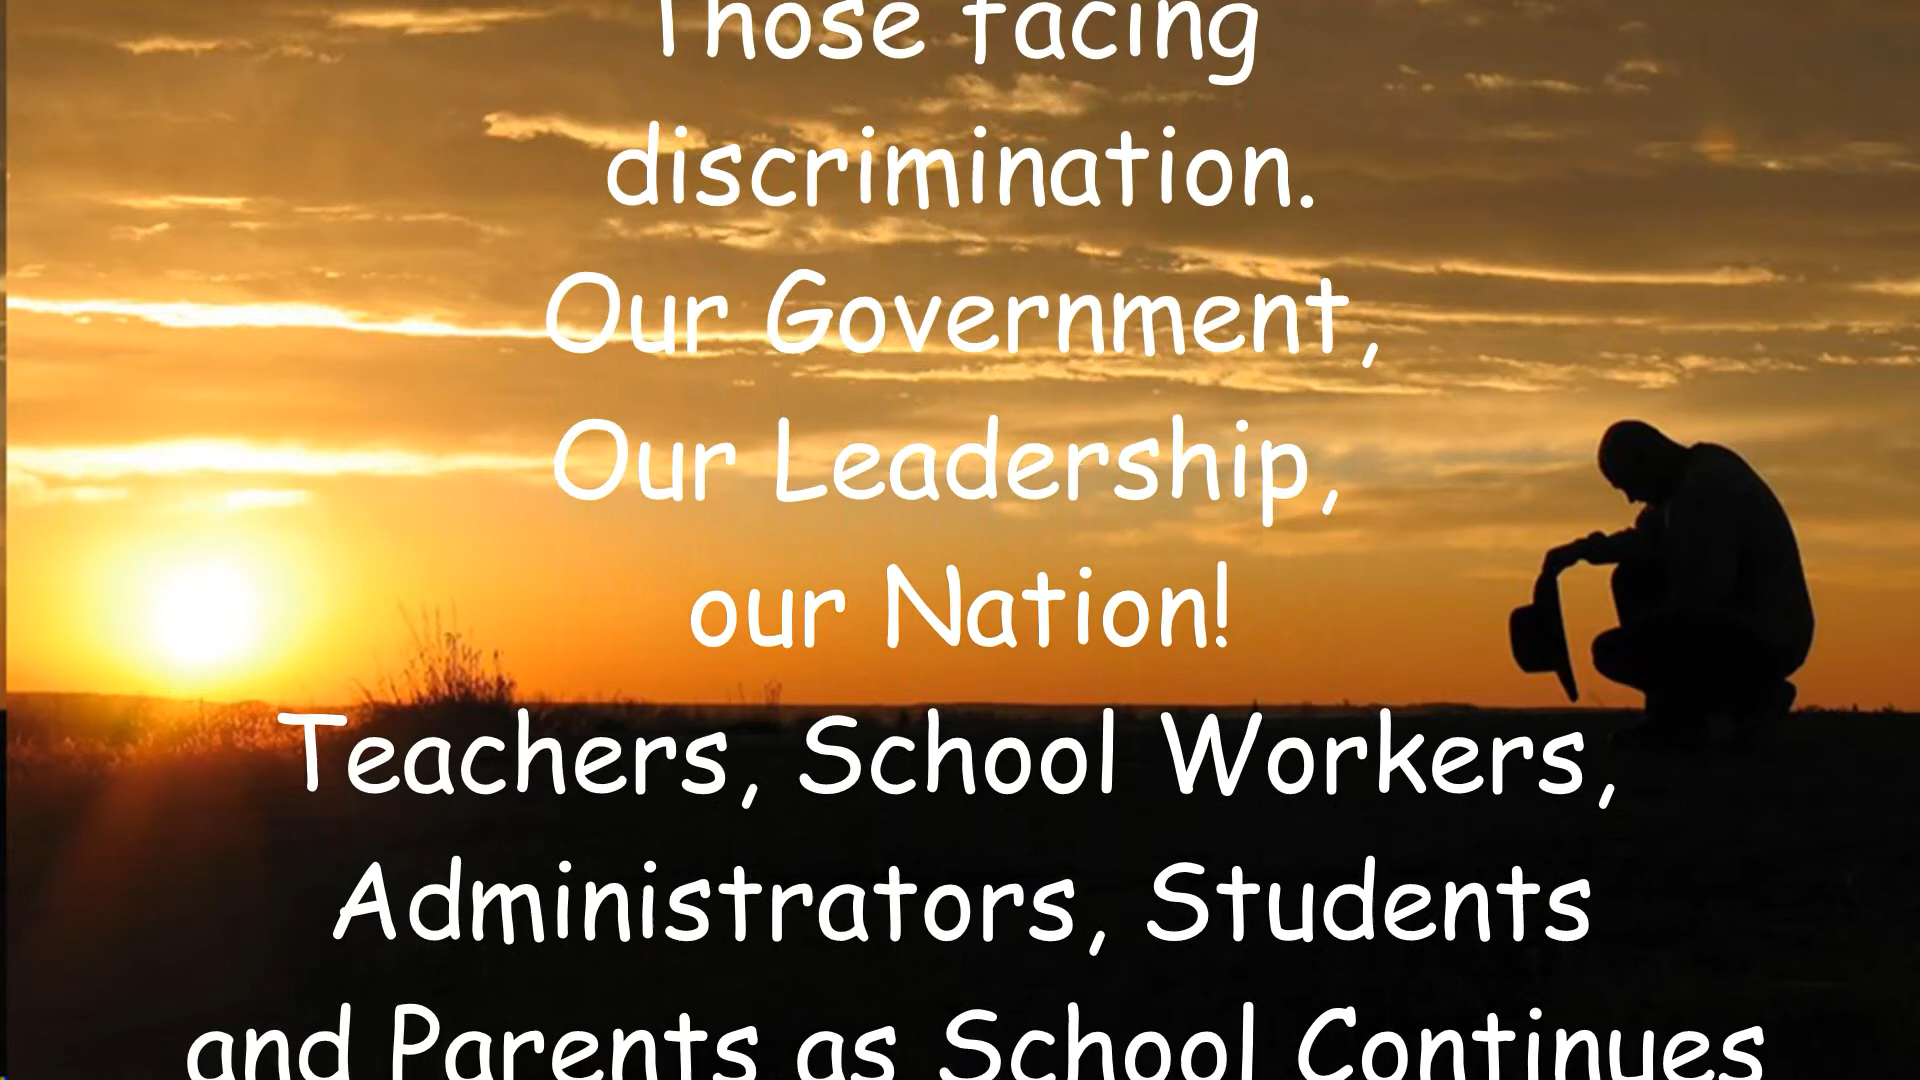 Those facing
discrimination.
Our Government,
Our Leadership,
our Nation!
Teachers, School Workers,
Administrators, Students
and Parents as School Continues